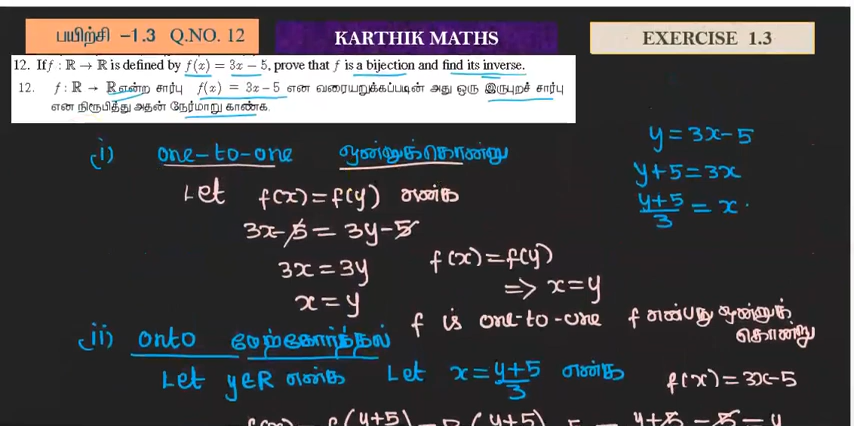 பயிற்சி –1.3 Q.NO. 12
KARTHIK MATHS
EXERCISE 1.3
12. If f : ℝ → ℝ is defined by f(x) = 3x − 5, prove that f is a bijection and find its inverse.
12. f : ℝ → ℝ என்ற சார்பு f(x) = 3x − 5 என வரையறுக்கப்படின் அது ஒரு இருபுறச் சார்பு
என நிரூபித்து அதன் நேர்மாறு காண்க.
(i) one-to-one ஒன்னுக்கொன்று
Let f(x) = f(y) என்க
3x - 5 = 3y - 5
3x = 3y
x = y
f(x) = f(y)
=> x = y
f is one-to-one f என்பது ஒன்னுக்
கொன்று
y = 3x - 5
y + 5 = 3x
(y+5)/3 = x
(ii) onto மேற்கோர்த்தல்
Let y∈R என்க Let x = (y+5)/3 என்க
f(x) = 3x - 5